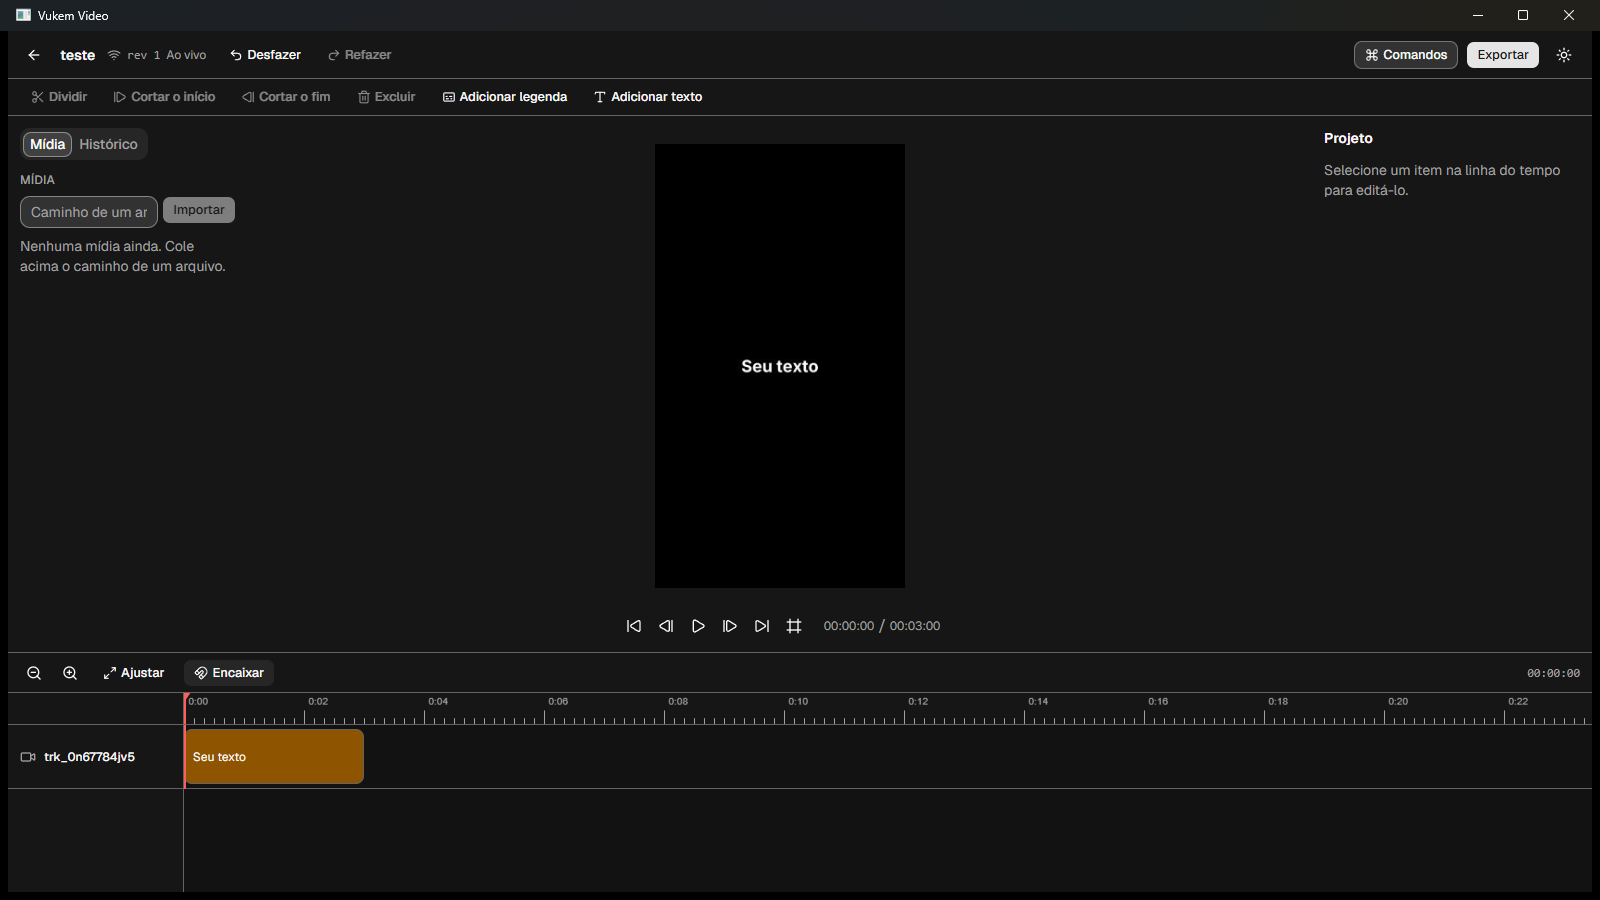 Vukem Video
teste rev 1 Ao vivo Desfazer Refazer Comandos Exportar
Dividir Cortar o início Cortar o fim Excluir Adicionar legenda Adicionar texto
Mídia Histórico
MÍDIA
Caminho de um ar Importar
Nenhuma mídia ainda. Cole
acima o caminho de um arquivo.
Seu texto
Projeto
Selecione um item na linha do tempo
para editá-lo.
00:00:00 / 00:03:00
Ajustar Encaixar 00:00:00
0:00 0:02 0:04 0:06 0:08 0:10 0:12 0:14 0:16 0:18 0:20 0:22
trk_0n67784jv5 Seu texto